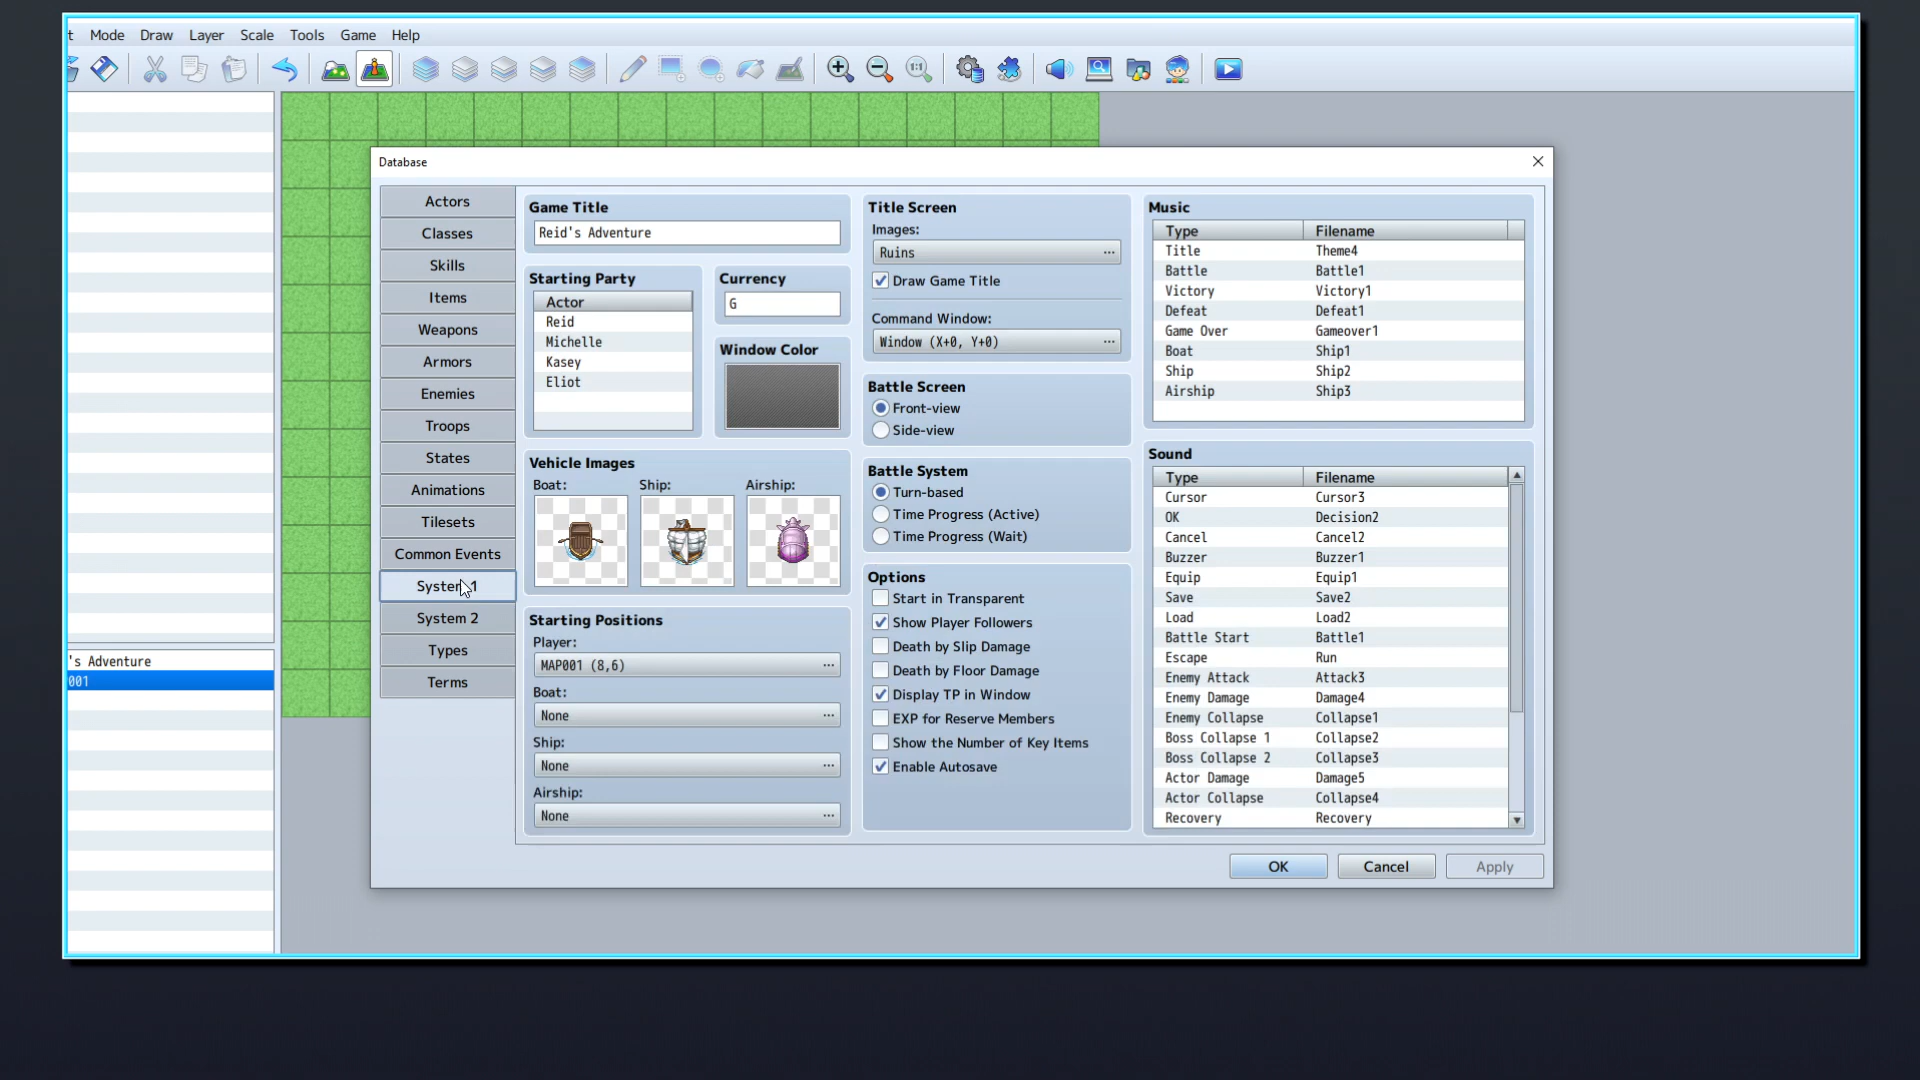 t Mode Draw Layer Scale Tools Game Help
1:1
Database
Actors
Classes
Skills
Items
Weapons
Armors
Enemies
Troops
States
Animations
Tilesets
Common Events
System 1
System 2
Types
Terms
Game Title
Reid's Adventure
Starting Party
Actor
Reid
Michelle
Kasey
Eliot
Currency
G
Window Color
Vehicle Images
Boat: Ship: Airship:
Starting Positions
Player:
MAP001 (8,6) ...
Boat:
None ...
Ship:
None ...
Airship:
None ...
Title Screen
Images:
Ruins ...
Draw Game Title
Command Window:
Window (X+0, Y+0) ...
Battle Screen
Front-view
Side-view
Battle System
Turn-based
Time Progress (Active)
Time Progress (Wait)
Options
Start in Transparent
Show Player Followers
Death by Slip Damage
Death by Floor Damage
Display TP in Window
EXP for Reserve Members
Show the Number of Key Items
Enable Autosave
Music
Type Filename
Title Theme4
Battle Battle1
Victory Victory1
Defeat Defeat1
Game Over Gameover1
Boat Ship1
Ship Ship2
Airship Ship3
Sound
Type Filename
Cursor Cursor3
OK Decision2
Cancel Cancel2
Buzzer Buzzer1
Equip Equip1
Save Save2
Load Load2
Battle Start Battle1
Escape Run
Enemy Attack Attack3
Enemy Damage Damage4
Enemy Collapse Collapse1
Boss Collapse 1 Collapse2
Boss Collapse 2 Collapse3
Actor Damage Damage5
Actor Collapse Collapse4
Recovery Recovery
OK Cancel Apply
's Adventure
001